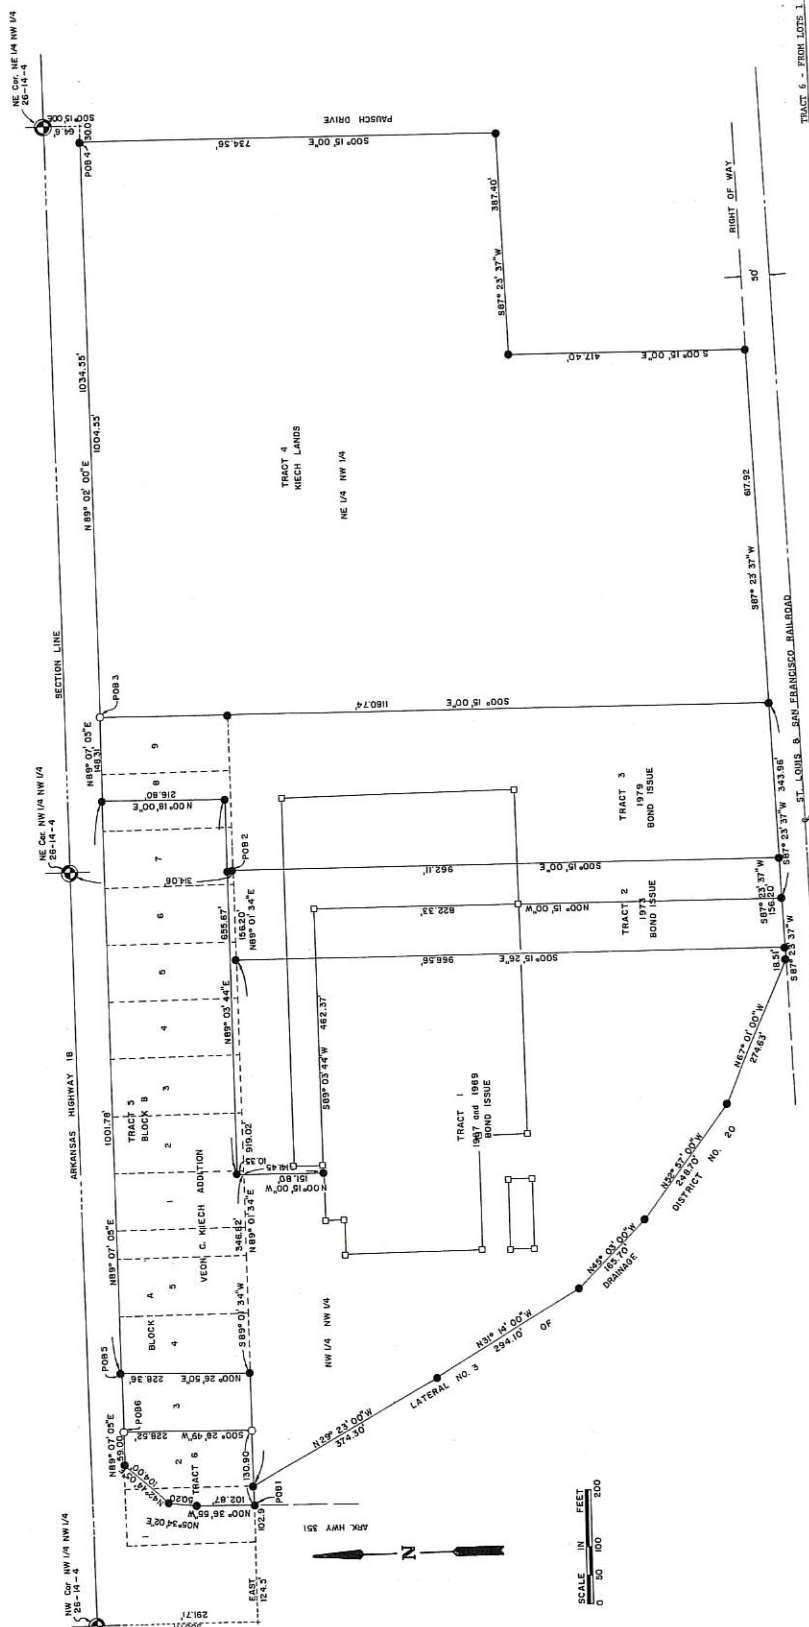 NW Cor NW 1/4 NW 1/4
26-14-4
NE Cor. NW 1/4 NW 1/4
26-14-4
NE Cor. NE 1/4 NW 1/4
26-14-4
ARKANSAS HIGHWAY 18
SECTION LINE
S00° 15' 00"E
64.6'
30.0
POB 4
N 89° 02' 00"E 1034.55'
1004.55'
S00° 15' 00"E 734.56'
PAUSCH DRIVE
S87° 23' 37"W 387.40'
S 00° 15' 00"E 417.40'
TRACT 4
KIECH LANDS
NE 1/4 NW 1/4
RIGHT OF WAY
50'
S87° 23' 37"W 617.92
ST. LOUIS & SAN FRANCISCO RAILROAD
POB 3
N89° 07' 05"E
148.31'
S00° 15' 00"E 1180.74'
9
8
7
6
5
4
3
2
1
N 00° 18' 00"E
216.80'
POB 2
314.06'
655.67'
156.20'
N89° 01' 34"E
N89° 03' 44"E
1001.78'
N89° 07' 05"E
TRACT 5
BLOCK B
VEON C. KIECH ADDITION
919.02'
10.35
141.45
151.80'
N 00° 15' 00"W
346.82'
N89° 01' 34"E
S89° 01' 34"W
S89° 03' 44"W 462.37'
822.33' N00° 15' 00"W
962.11' S00° 15' 00"E
966.56' S00° 15' 26"E
TRACT 3
1979
BOND ISSUE
TRACT 2
1973
BOND ISSUE
TRACT 1
1967 and 1969
BOND ISSUE
S87° 23' 37"W 343.96'
S87° 23' 37"W
156.20'
18.51'
S87° 23' 37"W
BLOCK A
5
4
3
2
1
POB5
N00° 26' 50"E
228.36'
POB6
S00° 26' 49"W
228.52'
N89° 07' 05"E
59.00
104.00'
TRACT 6
130.90
50.20
102.87'
N00° 36' 55"W
N05° 34' 02"E
POB1
102.9
EAST
124.5'
291.71'
ARK. HWY 351
NW 1/4 NW 1/4
N29° 23' 00"W
374.30'
N31° 14' 00"W
294.10'
N45° 03' 00"W
165.70'
N52° 57' 00"W
248.70'
N67° 01' 00"W
274.63'
LATERAL NO. 3 OF DRAINAGE DISTRICT NO. 20
N
SCALE IN FEET
0 50 100 200
TRACT 6 - FROM LOTS 1